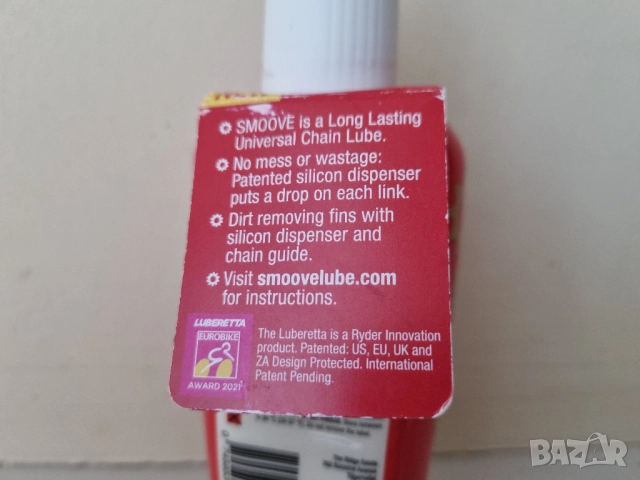 SMOOVE is a Long Lasting
Universal Chain Lube.
No mess or wastage:
Patented silicon dispenser
puts a drop on each link.
Dirt removing fins with
silicon dispenser and
chain guide.
Visit smoovelube.com
for instructions.
LUBERETTA
EUROBIKE
AWARD 2021
The Luberetta is a Ryder Innovation
product. Patented: US, EU, UK and
ZA Design Protected. International
Patent Pending.
BAZAR
bg